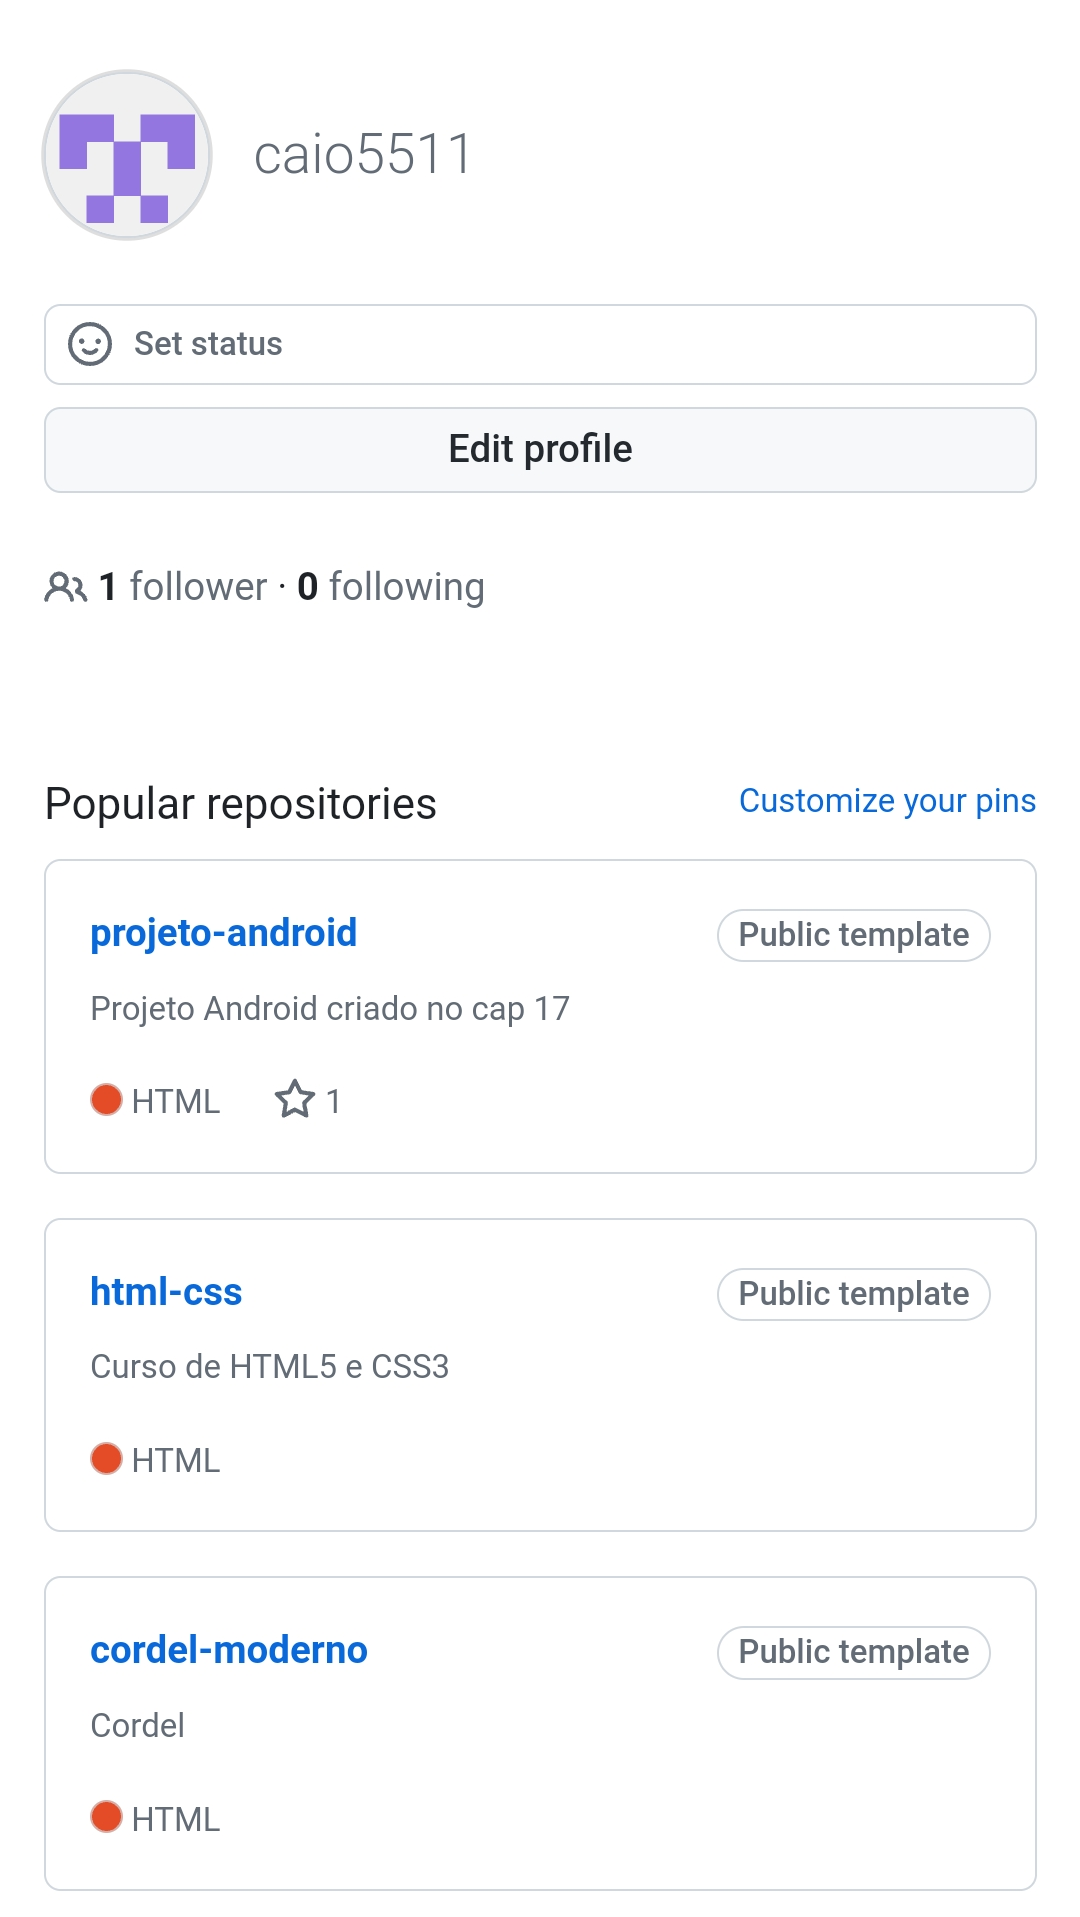 caio5511
Set status
Edit profile
1 follower · 0 following
Popular repositories
Customize your pins
projeto-android
Public template
Projeto Android criado no cap 17
HTML 1
html-css
Public template
Curso de HTML5 e CSS3
HTML
cordel-moderno
Public template
Cordel
HTML